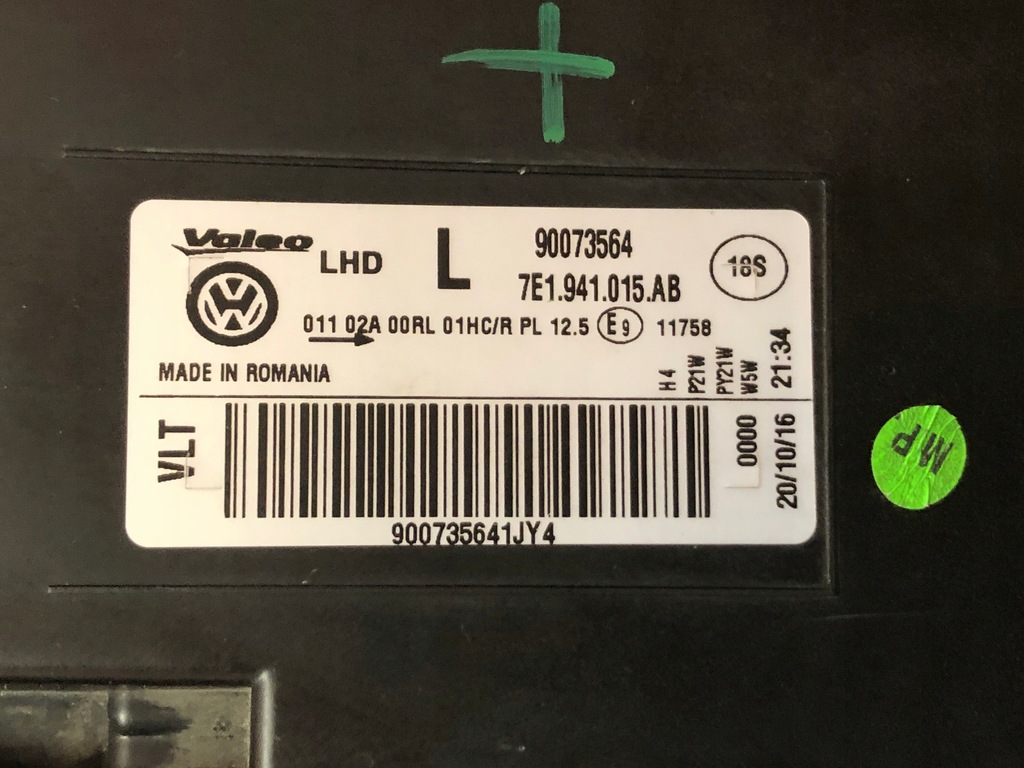 Valeo
LHD
L
90073564
7E1.941.015.AB
18S
011 02A 00RL 01HC/R PL 12.5 E9 11758
MADE IN ROMANIA
H4
P21W
PY21W
W5W
21:34
VLT
0000
20/10/16
900735641JY4
MP